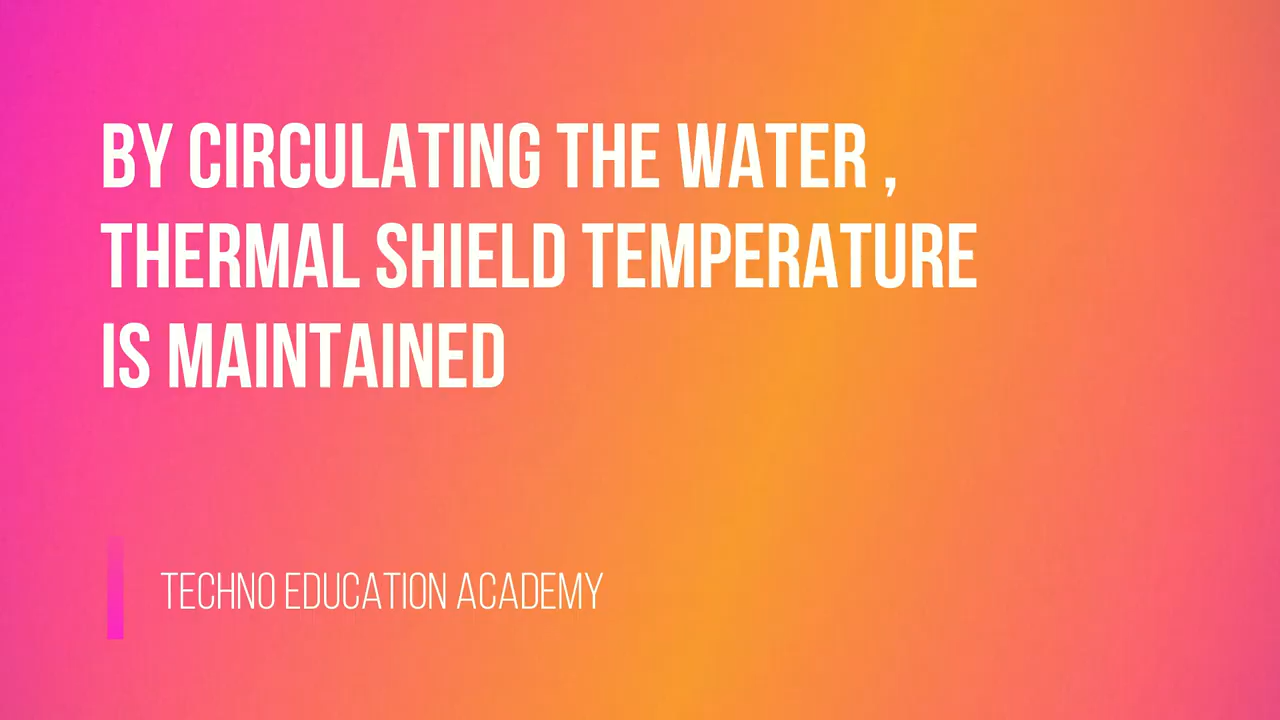 BY CIRCULATING THE WATER ,
THERMAL SHIELD TEMPERATURE
IS MAINTAINED
TECHNO EDUCATION ACADEMY